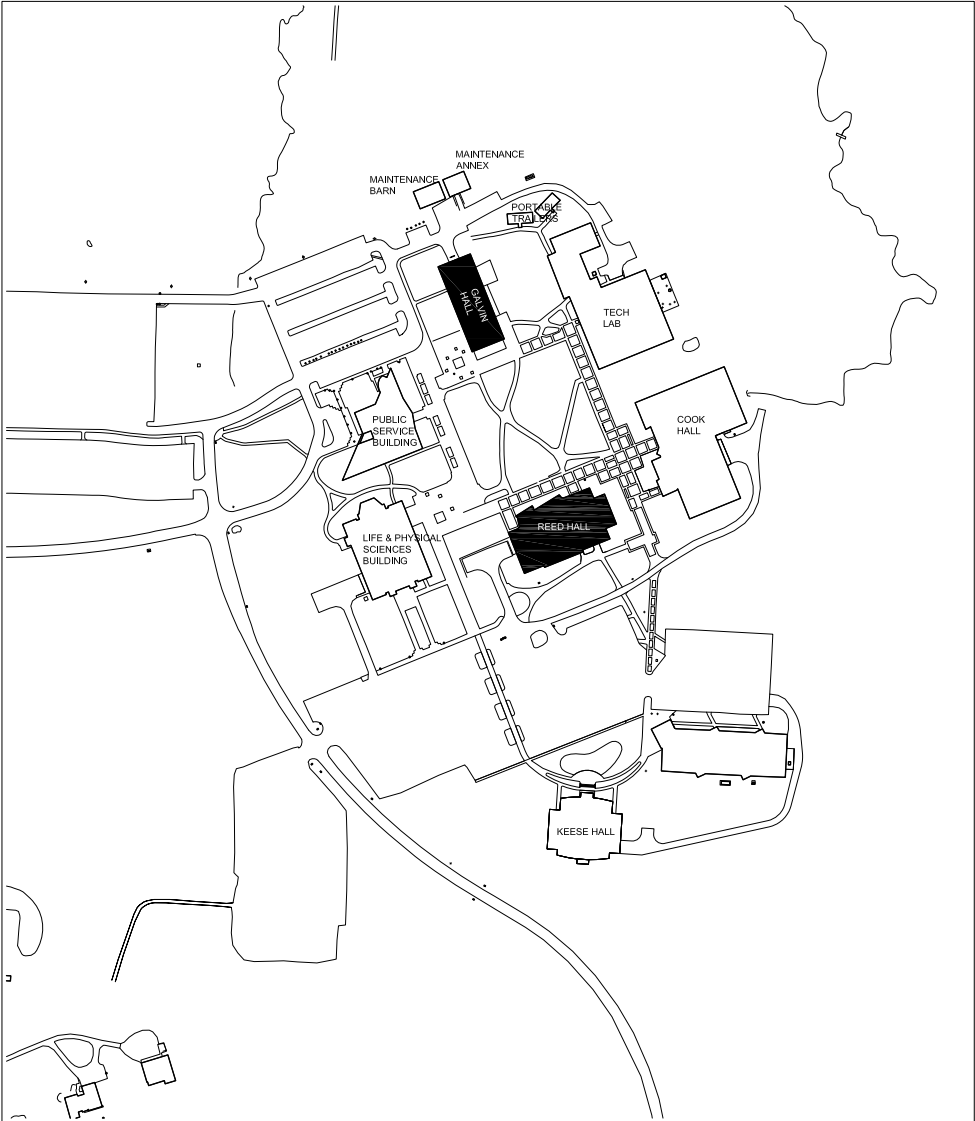 MAINTENANCE
ANNEX
MAINTENANCE
BARN
PORTABLE
TRAILERS
GALVIN
HALL
TECH
LAB
PUBLIC
SERVICE
BUILDING
COOK
HALL
REED HALL
LIFE & PHYSICAL
SCIENCES
BUILDING
KEESE HALL